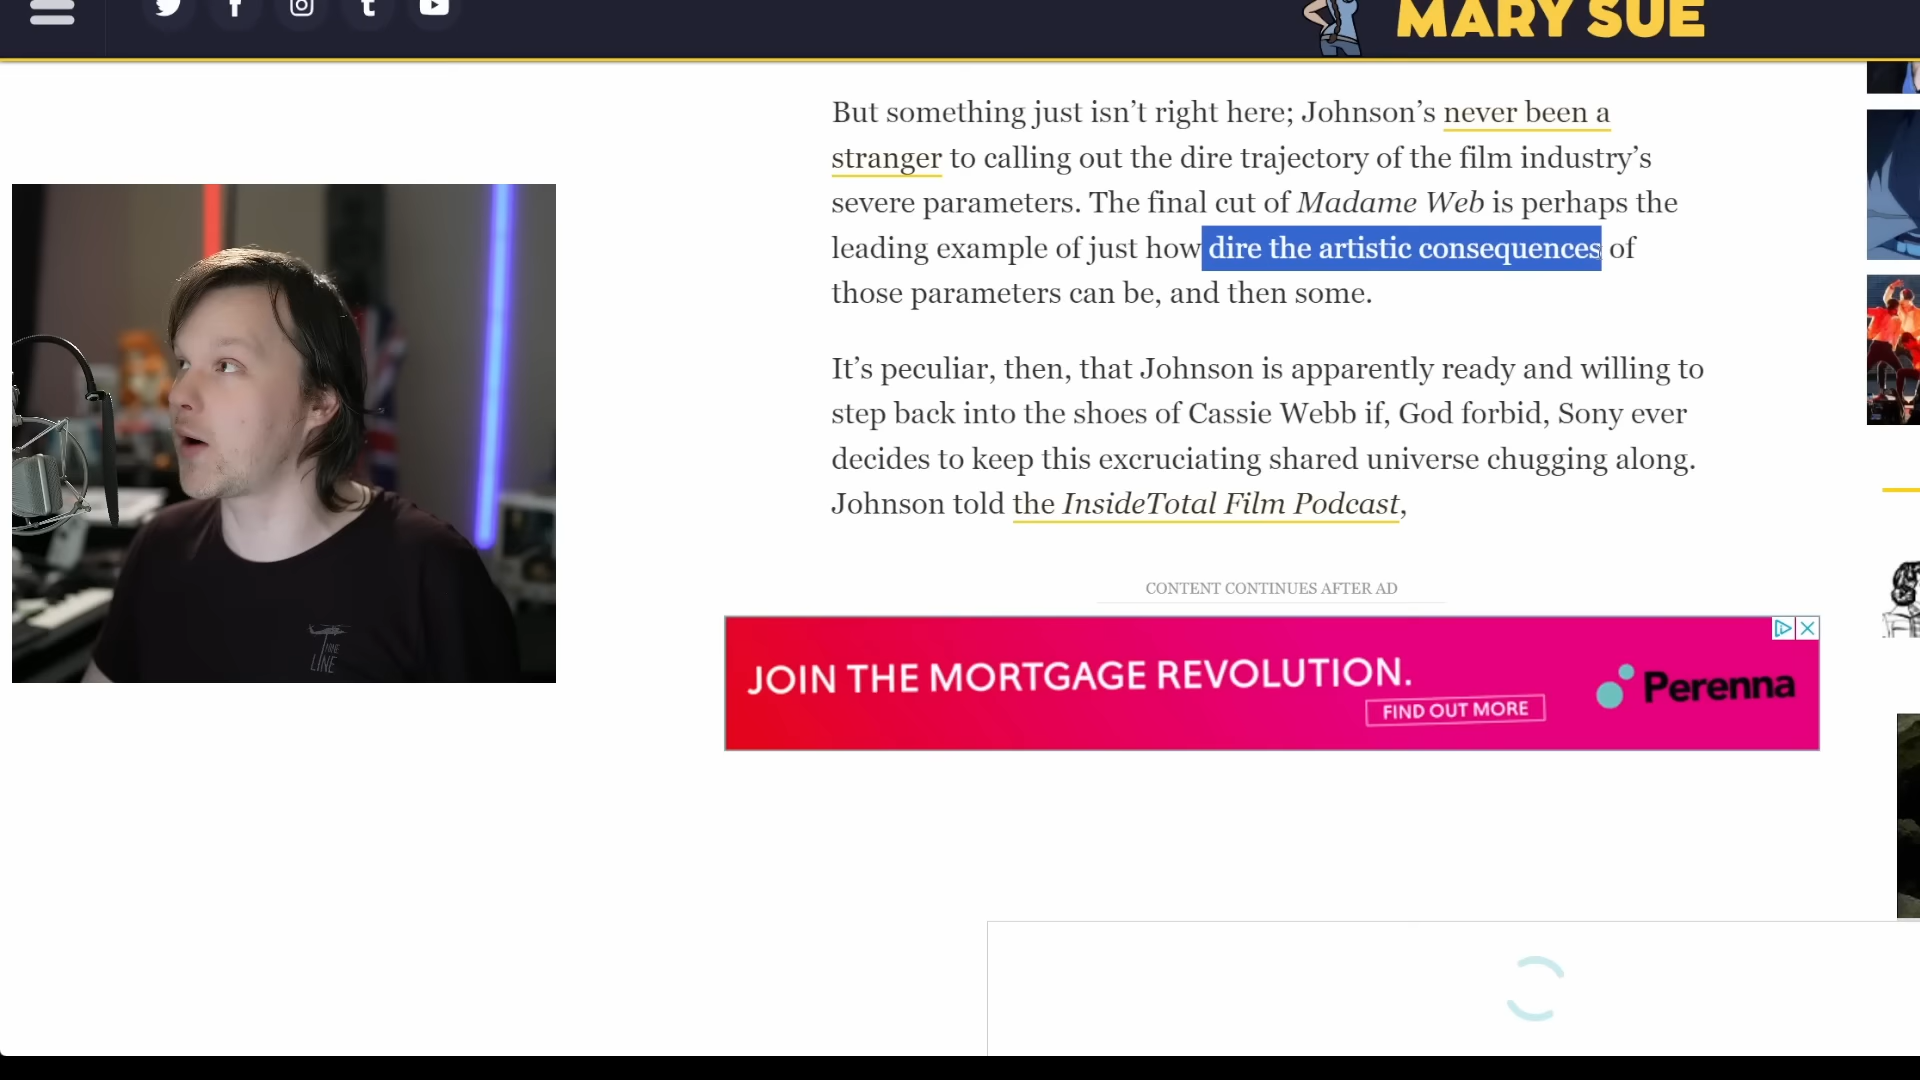 MARY SUE
But something just isn’t right here; Johnson’s never been a
stranger to calling out the dire trajectory of the film industry’s
severe parameters. The final cut of Madame Web is perhaps the
leading example of just how dire the artistic consequences of
those parameters can be, and then some.
It’s peculiar, then, that Johnson is apparently ready and willing to
step back into the shoes of Cassie Webb if, God forbid, Sony ever
decides to keep this excruciating shared universe chugging along.
Johnson told the InsideTotal Film Podcast,
NINE
LINE
CONTENT CONTINUES AFTER AD
JOIN THE MORTGAGE REVOLUTION.
FIND OUT MORE
Perenna